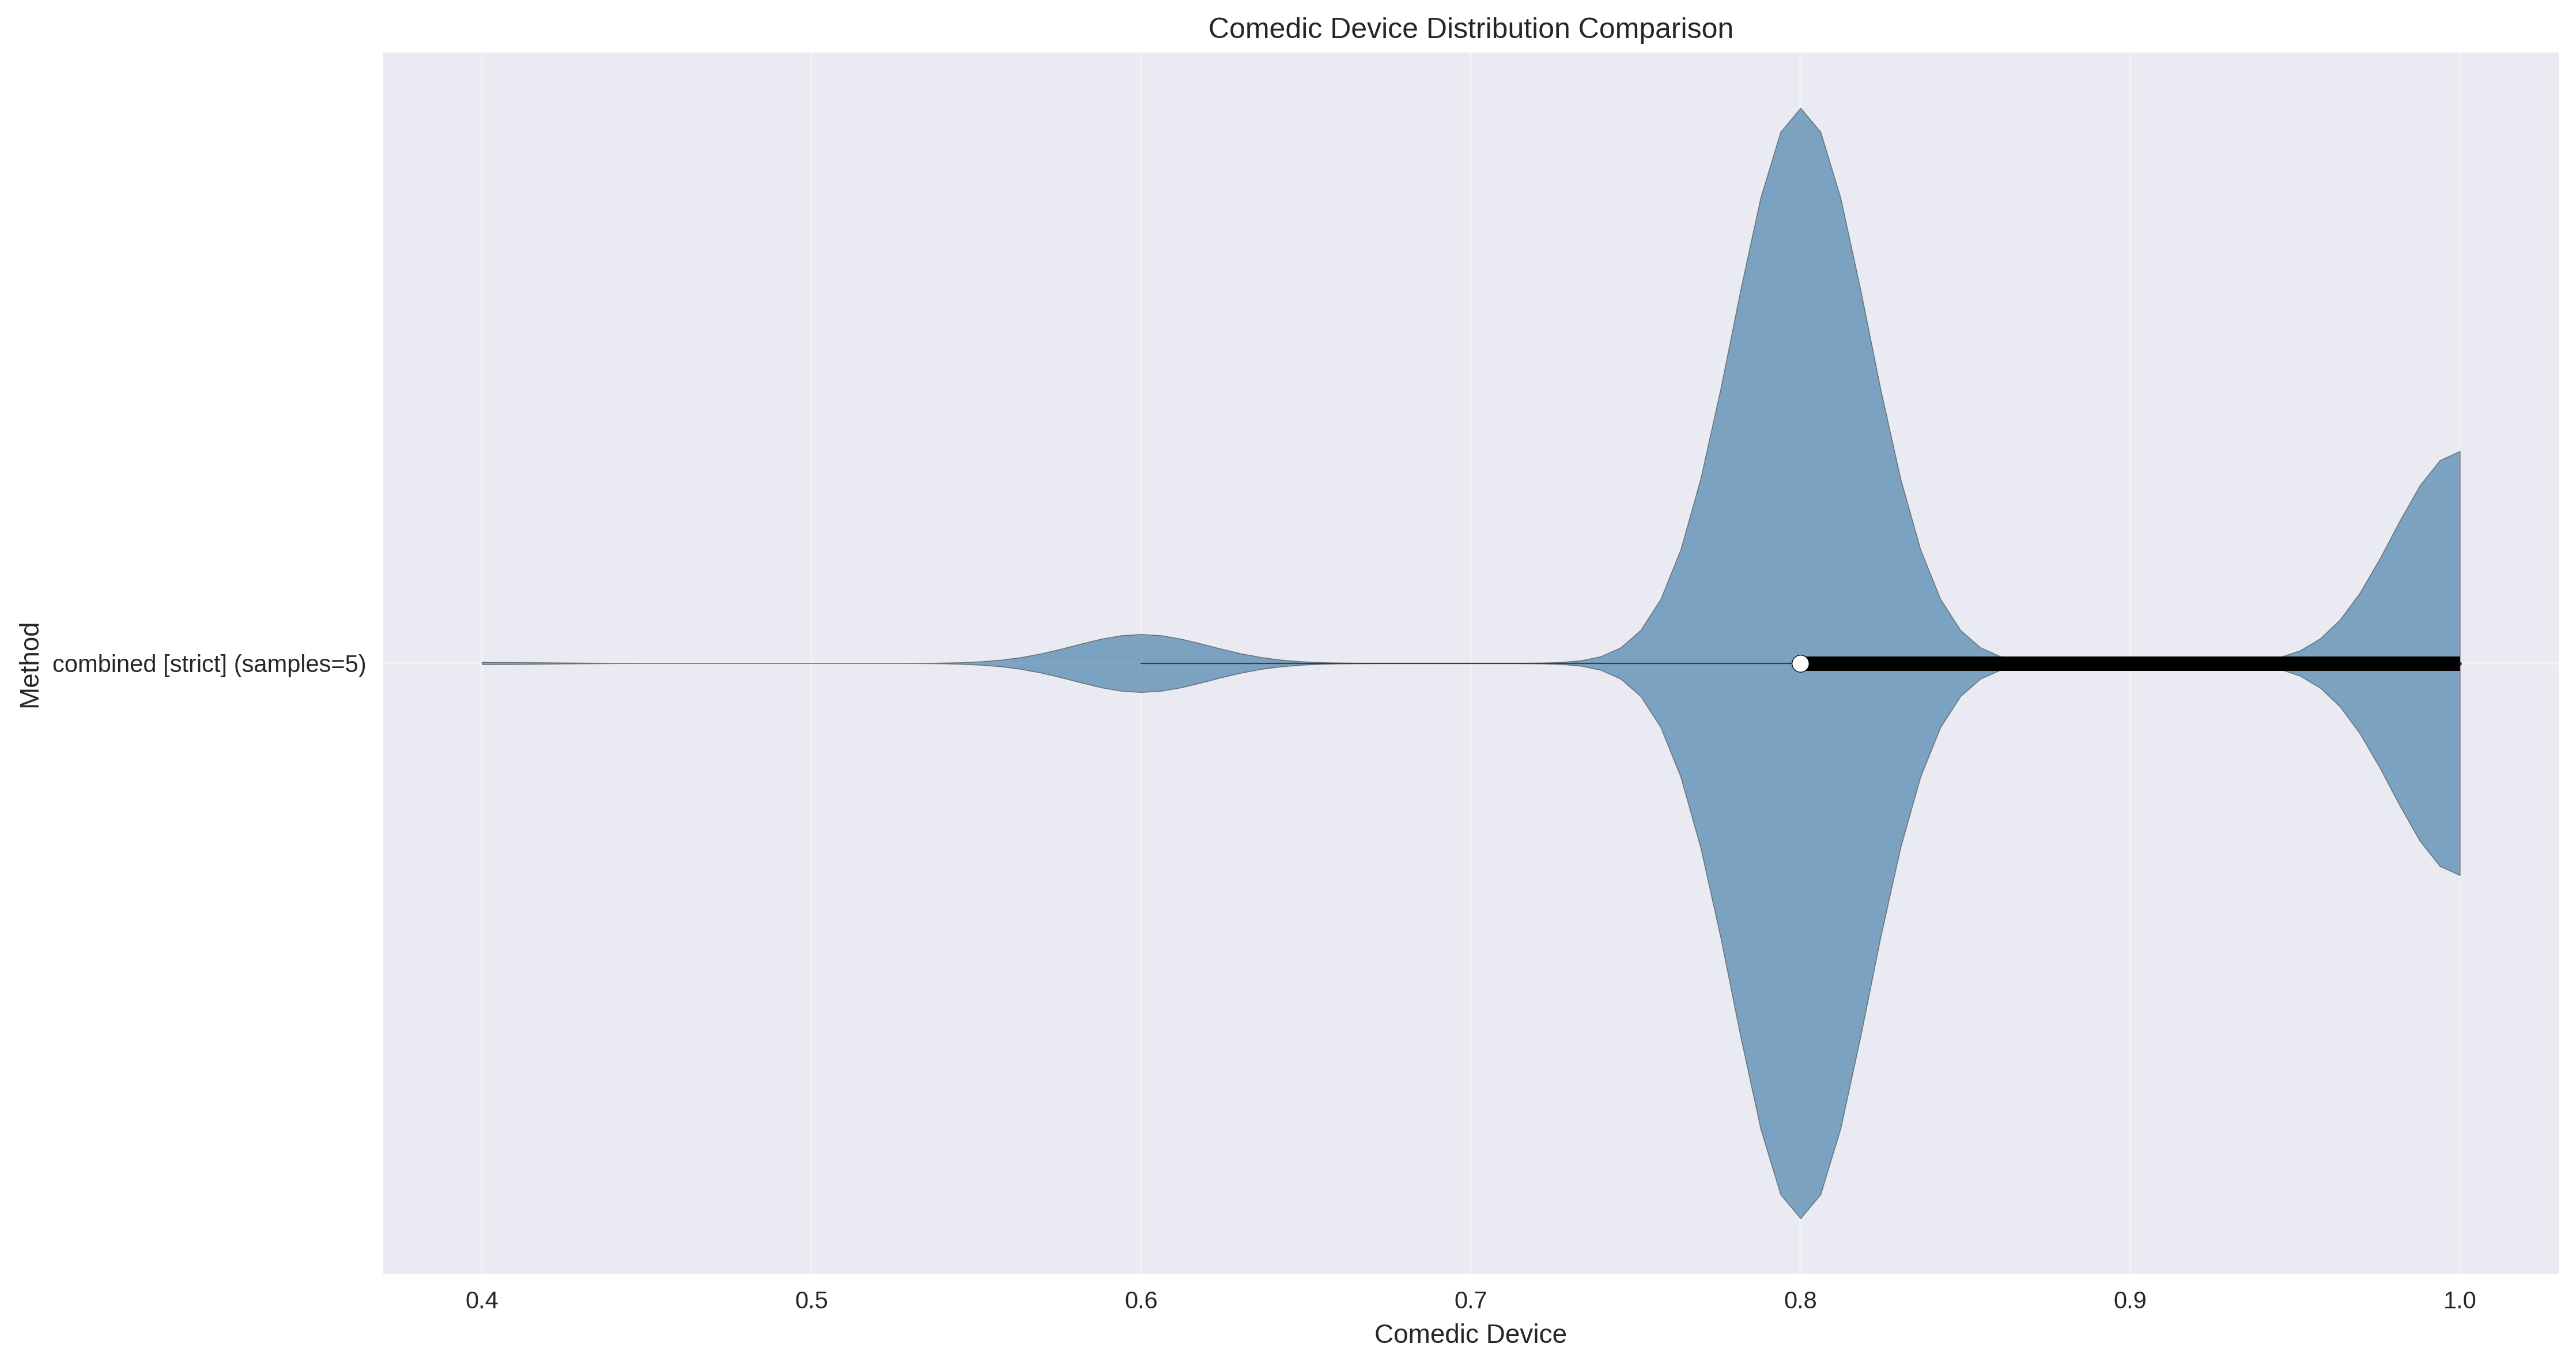 Comedic Device Distribution Comparison
Method
combined [strict] (samples=5)
0.4 0.5 0.6 0.7 0.8 0.9 1.0
Comedic Device